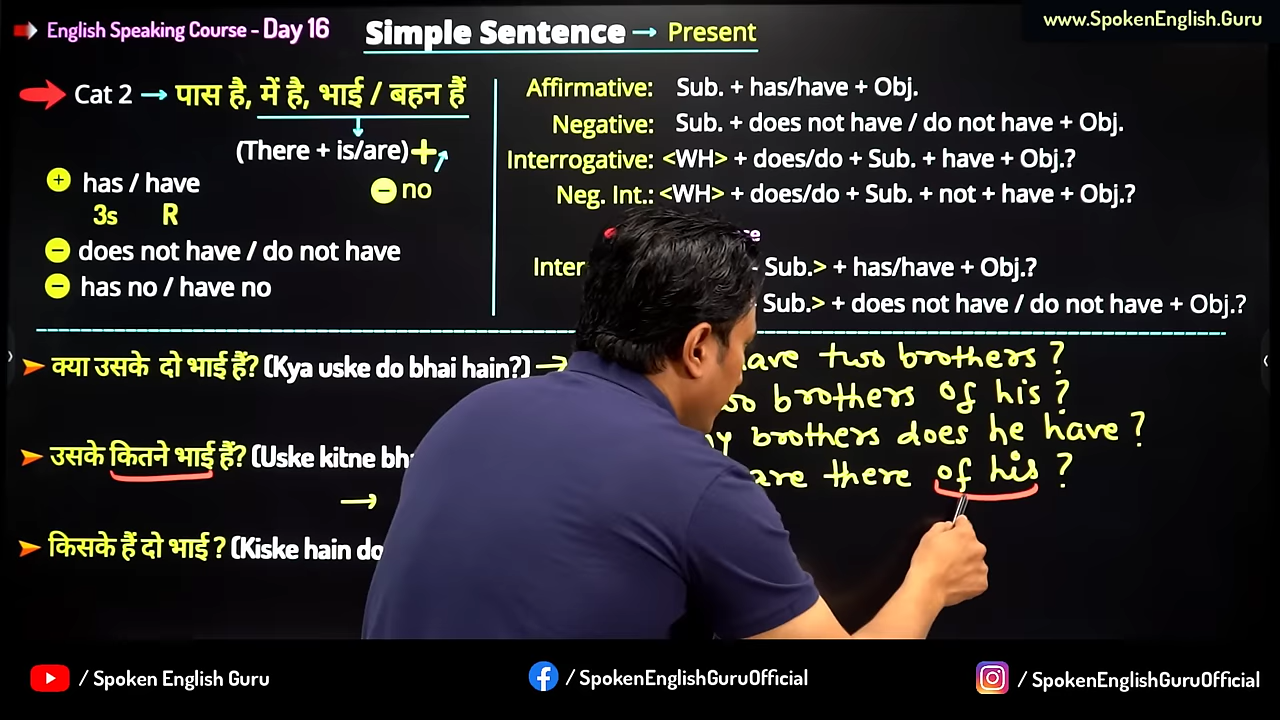 English Speaking Course - Day 16
Simple Sentence → Present
www.SpokenEnglish.Guru
Cat 2 → पास है, में है, भाई / बहन हैं
(There + is/are) +
- no
+ has / have
3s R
- does not have / do not have
- has no / have no
Affirmative: Sub. + has/have + Obj.
Negative: Sub. + does not have / do not have + Obj.
Interrogative: <WH> + does/do + Sub. + have + Obj.?
Neg. Int.: <WH> + does/do + Sub. + not + have + Obj.?
Sub.> + has/have + Obj.?
Sub.> + does not have / do not have + Obj.?
क्या उसके दो भाई हैं? (Kya uske do bhai hain?) →
two brothers ?
brothers of his ?
उसके कितने भाई हैं? (Uske kitne
brothers does he have ?
→
are there of his ?
किसके हैं दो भाई ? (Kiske hain do
/ Spoken English Guru
/ SpokenEnglishGuruOfficial
/ SpokenEnglishGuruOfficial